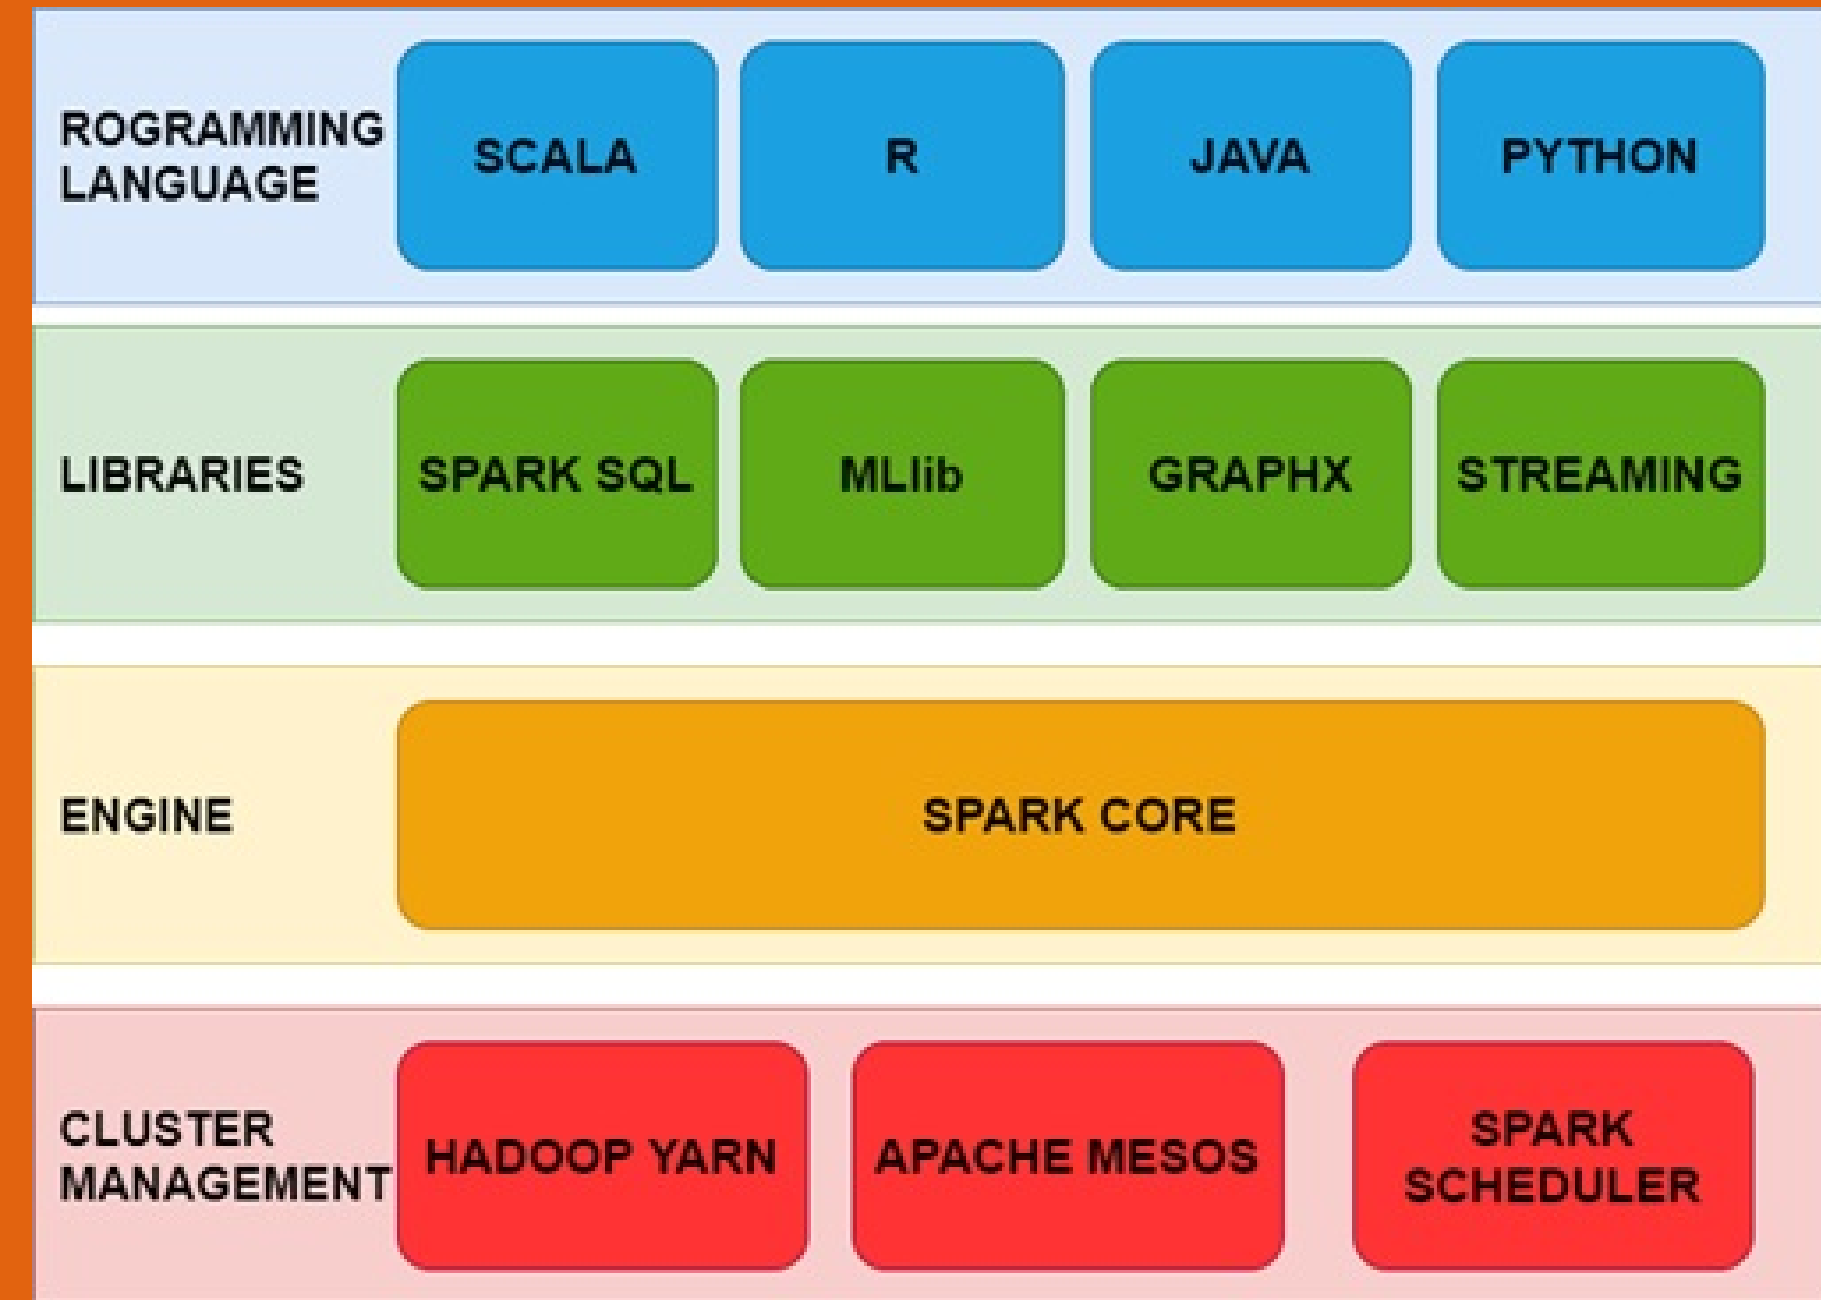 ROGRAMMING
LANGUAGE
SCALA
R
JAVA
PYTHON
LIBRARIES
SPARK SQL
MLlib
GRAPHX
STREAMING
ENGINE
SPARK CORE
CLUSTER
MANAGEMENT
HADOOP YARN
APACHE MESOS
SPARK
SCHEDULER